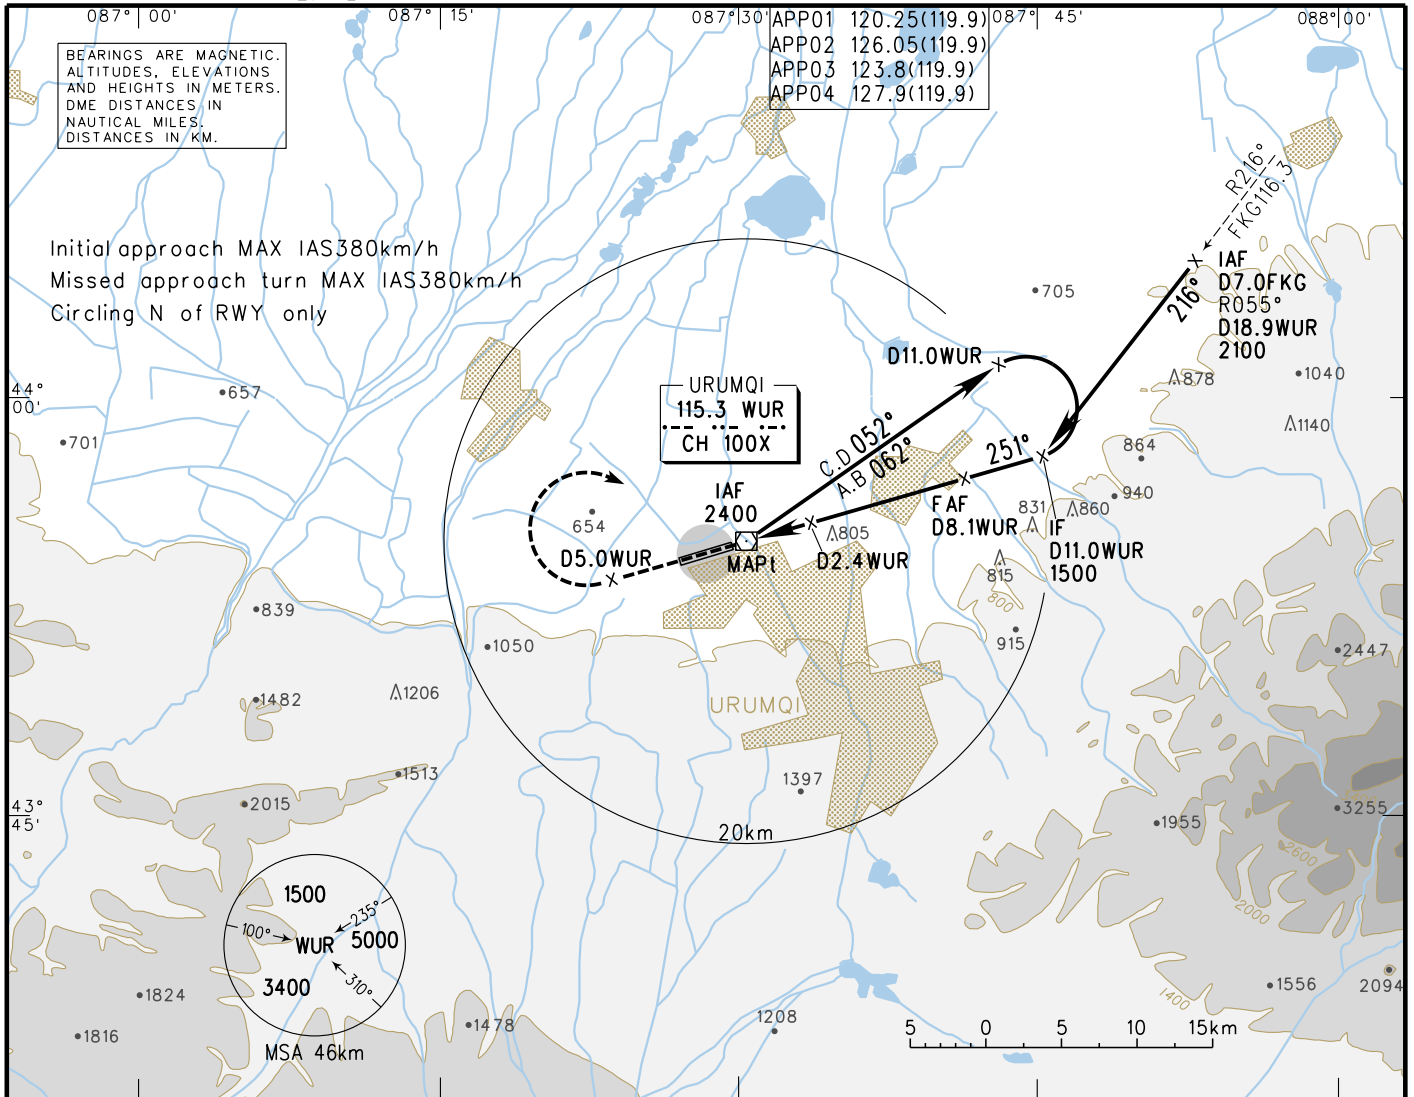 087° 00'
087° 15'
087° 30'
087° 45'
088° 00'
BEARINGS ARE MAGNETIC.
ALTITUDES, ELEVATIONS
AND HEIGHTS IN METERS.
DME DISTANCES IN
NAUTICAL MILES.
DISTANCES IN KM.
APP01 120.25(119.9)
APP02 126.05(119.9)
APP03 123.8(119.9)
APP04 127.9(119.9)
R216°
FKG116.3
Initial approach MAX IAS380km/h
Missed approach turn MAX IAS380km/h
Circling N of RWY only
IAF
D7.0FKG
R055°
D18.9WUR
2100
216°
705
D11.0WUR
878
1040
1140
44°
00'
657
701
URUMQI
115.3 WUR
CH 100X
C.D 052°
A.B 062°
251°
864
940
860
831
IAF
2400
654
805
FAF
D8.1WUR
IF
D11.0WUR
1500
D5.0WUR
MAPt
D2.4WUR
815
800
839
915
1050
2447
1482
1206
URUMQI
1513
1397
43°
45'
2015
20km
1955
3255
2600
2000
1500
235°
100°
WUR
5000
3400
310°
MSA 46km
1824
1816
1478
1208
1400
1556
2094
5 0 5 10 15km